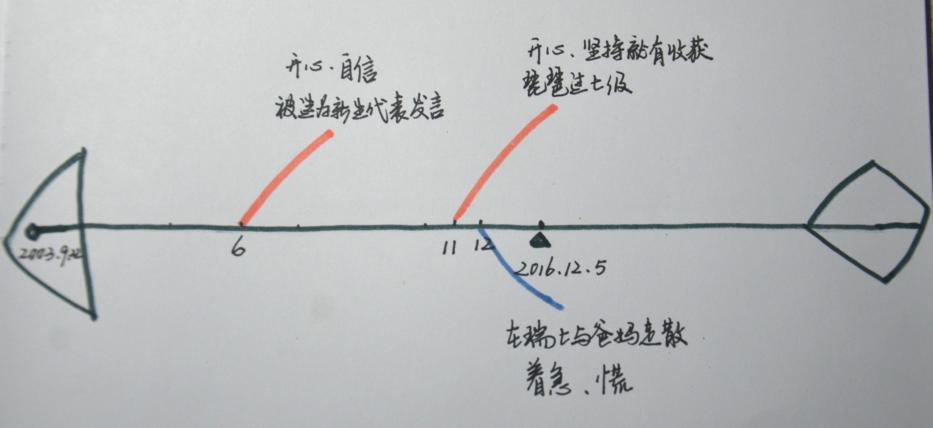 开心、自信
被选为新生代表发言
开心、坚持就有收获
琵琶过七级
2003.9.22
6
11
12
2016.12.5
在瑞士与爸妈走散
着急、慌